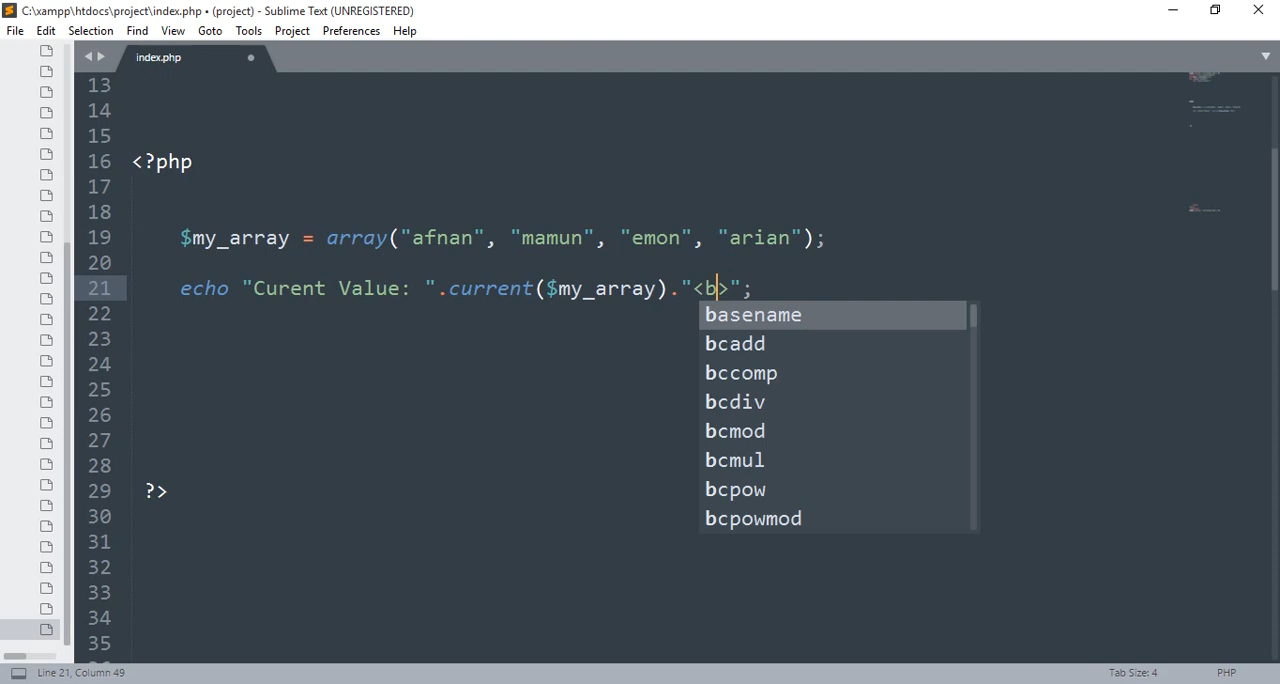 C:\xampp\htdocs\project\index.php • (project) - Sublime Text (UNREGISTERED)
File Edit Selection Find View Goto Tools Project Preferences Help
index.php
13
14
15
16 <?php
17
18
19 $my_array = array("afnan", "mamun", "emon", "arian");
20
21 echo "Curent Value: ".current($my_array)."<b>";
22
basename
23
bcadd
24
bccomp
25
bcdiv
26
bcmod
27
bcmul
28
bcpow
29 ?>
bcpowmod
30
31
32
33
34
35
Line 21, Column 49
Tab Size: 4
PHP